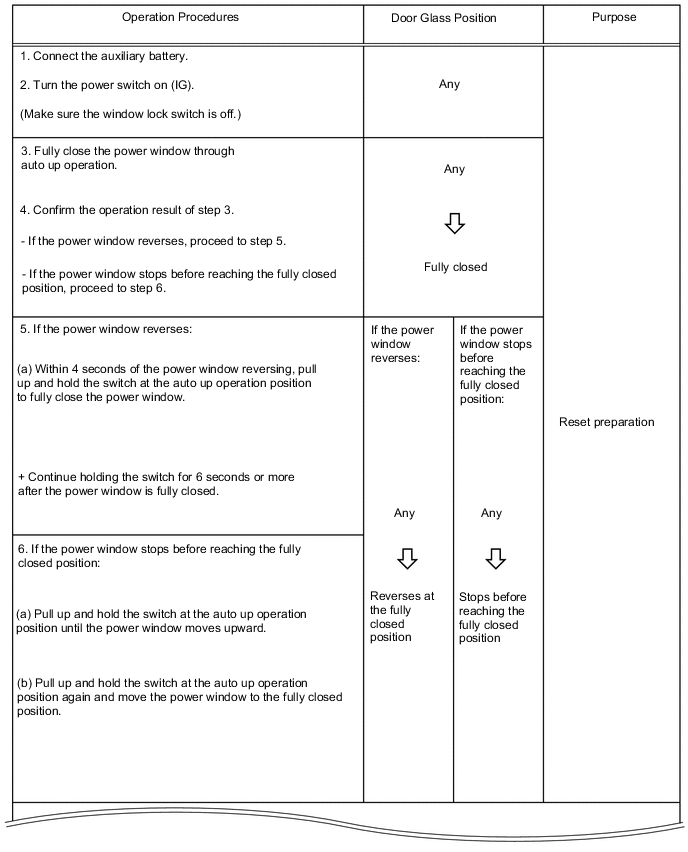 Operation Procedures
Door Glass Position
Purpose
1. Connect the auxiliary battery.
2. Turn the power switch on (IG).
(Make sure the window lock switch is off.)
Any
3. Fully close the power window through
auto up operation.
4. Confirm the operation result of step 3.
- If the power window reverses, proceed to step 5.
- If the power window stops before reaching the fully closed
position, proceed to step 6.
Any
Fully closed
5. If the power window reverses:
(a) Within 4 seconds of the power window reversing, pull
up and hold the switch at the auto up operation position
to fully close the power window.
+ Continue holding the switch for 6 seconds or more
after the power window is fully closed.
6. If the power window stops before reaching the fully
closed position:
(a) Pull up and hold the switch at the auto up operation
position until the power window moves upward.
(b) Pull up and hold the switch at the auto up operation
position again and move the power window to the fully closed
position.
If the power
window
reverses:
Any
Reverses at
the fully
closed
position
If the power
window stops
before
reaching the
fully closed
position:
Any
Stops before
reaching the
fully closed
position
Reset preparation